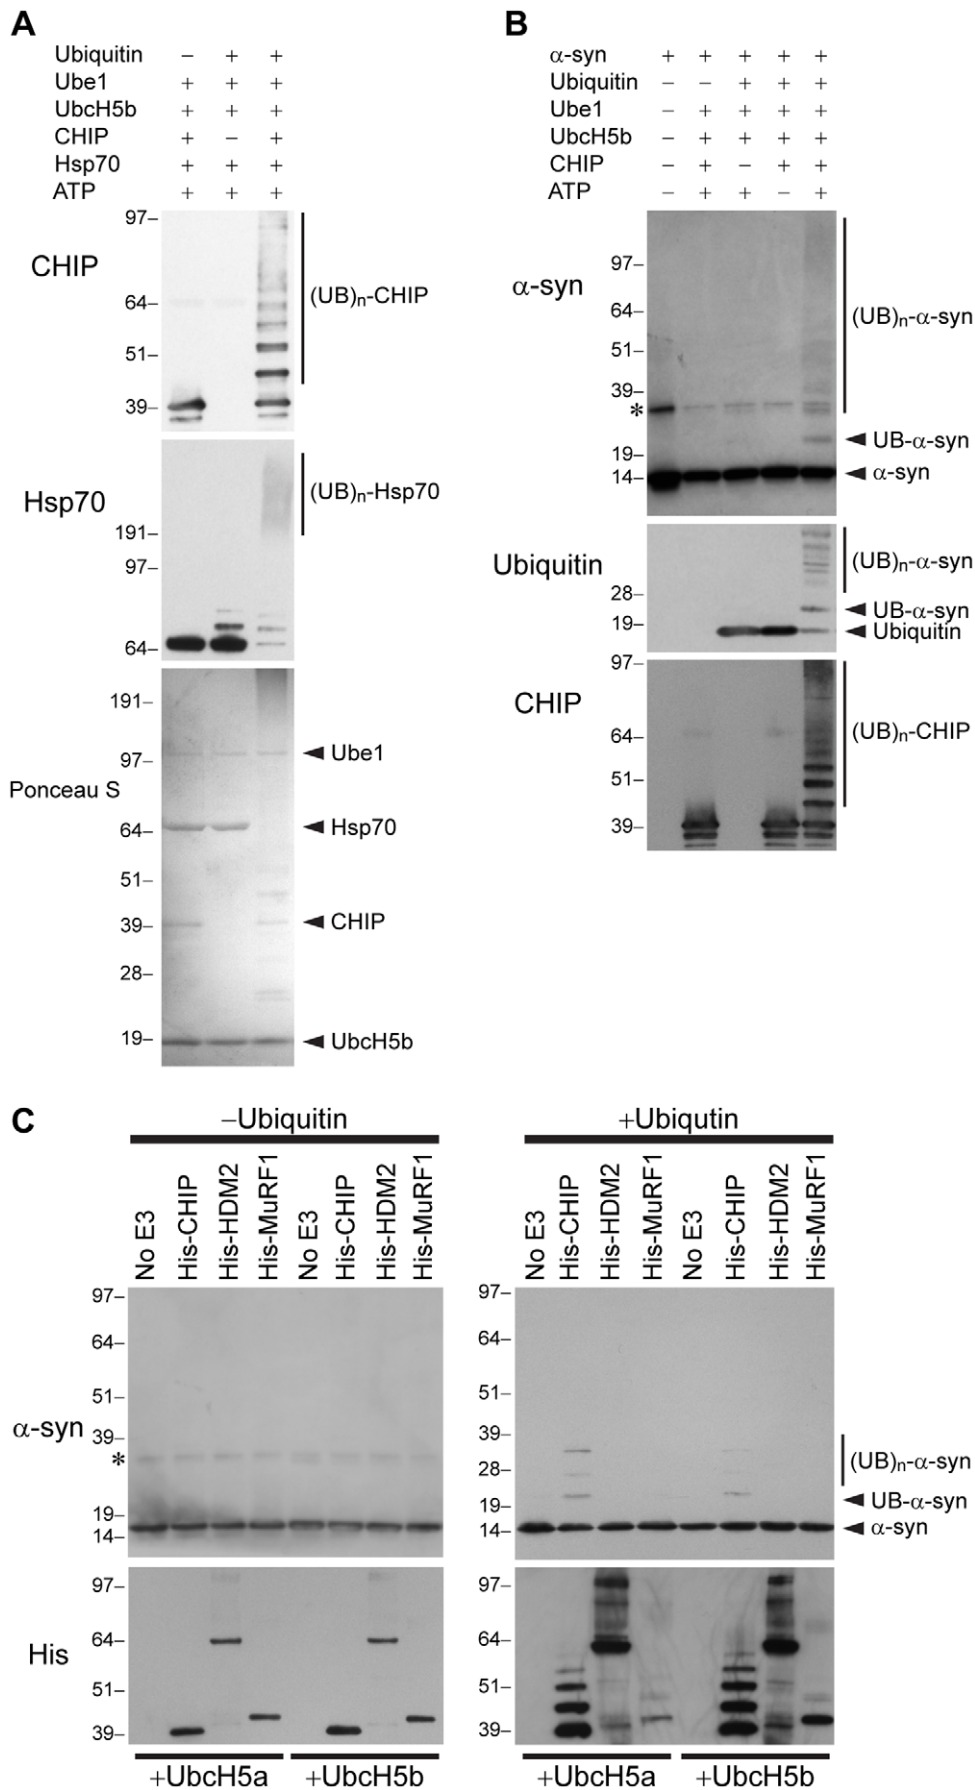 A
Ubiquitin − + +
Ube1 + + +
UbcH5b + + +
CHIP + − +
Hsp70 + + +
ATP + + +
CHIP
97–
64–
51–
39–
(UB)n-CHIP
Hsp70
191–
97–
64–
(UB)n-Hsp70
Ponceau S
191–
97–
64–
51–
39–
28–
19–
Ube1
Hsp70
CHIP
UbcH5b
B
α-syn + + + + +
Ubiquitin − − + + +
Ube1 − + + + +
UbcH5b − + + + +
CHIP − + − + +
ATP − + + − +
α-syn
97–
64–
51–
39–
*
19–
14–
(UB)n-α-syn
UB-α-syn
α-syn
Ubiquitin
28–
19–
(UB)n-α-syn
UB-α-syn
Ubiquitin
CHIP
97–
64–
51–
39–
(UB)n-CHIP
C
−Ubiquitin
No E3
His-CHIP
His-HDM2
His-MuRF1
No E3
His-CHIP
His-HDM2
His-MuRF1
α-syn
97–
64–
51–
39–
*
19–
14–
His
97–
64–
51–
39–
+UbcH5a
+UbcH5b
+Ubiqutin
No E3
His-CHIP
His-HDM2
His-MuRF1
No E3
His-CHIP
His-HDM2
His-MuRF1
97–
64–
51–
39–
28–
19–
14–
(UB)n-α-syn
UB-α-syn
α-syn
97–
64–
51–
39–
+UbcH5a
+UbcH5b